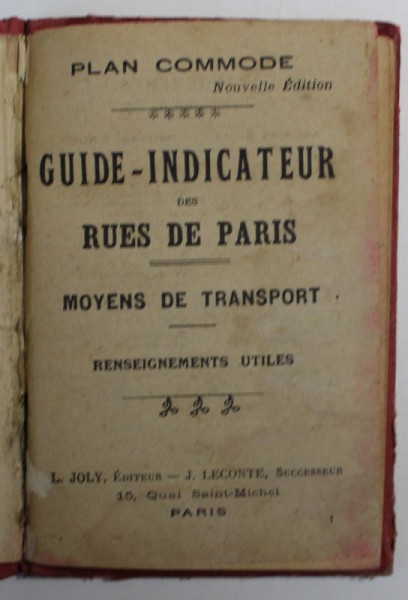 PLAN COMMODE
Nouvelle Édition
GUIDE-INDICATEUR
DES
RUES DE PARIS
MOYENS DE TRANSPORT
RENSEIGNEMENTS UTILES
L. JOLY, Éditeur — J. LECONTE, Successeur
15, Quai Saint-Michel
PARIS
1